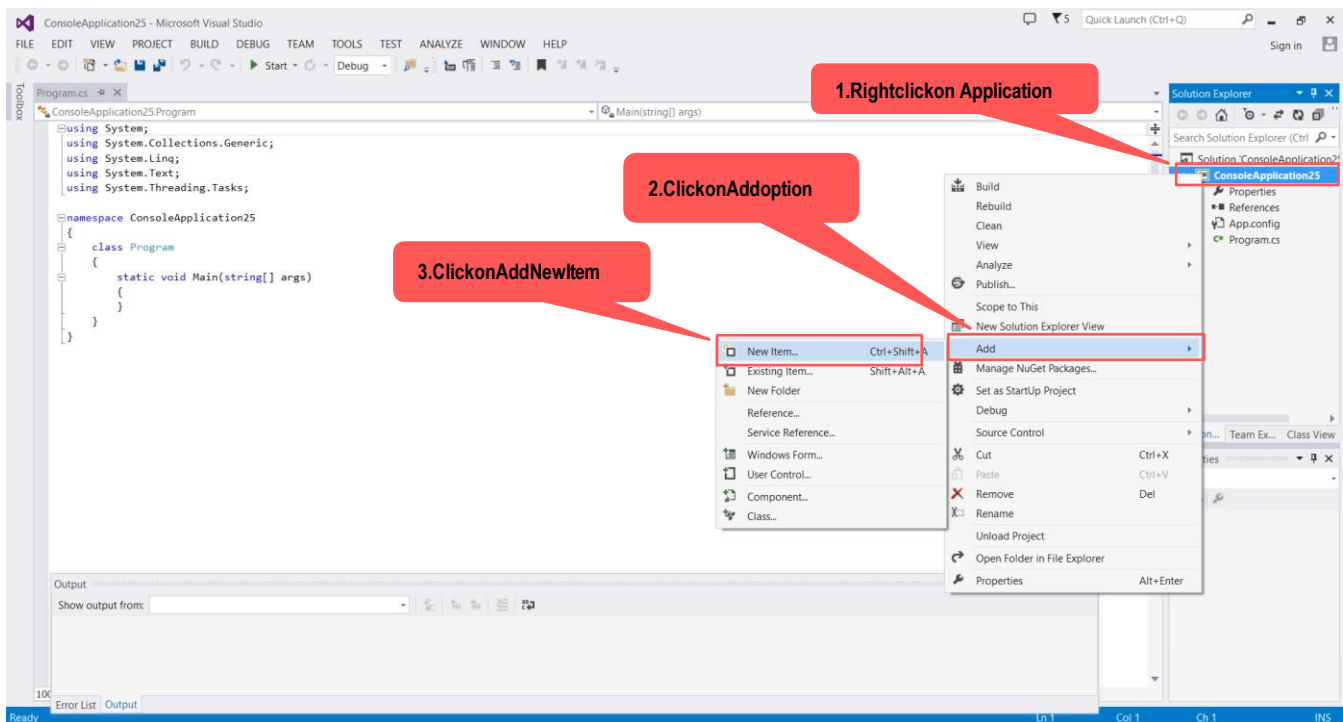 ConsoleApplication25 - Microsoft Visual Studio
5
Quick Launch (Ctrl+Q)
FILE EDIT VIEW PROJECT BUILD DEBUG TEAM TOOLS TEST ANALYZE WINDOW HELP
Sign in
Start
Debug
Toolbox
Program.cs
ConsoleApplication25.Program
Main(string[] args)
using System;
using System.Collections.Generic;
using System.Linq;
using System.Text;
using System.Threading.Tasks;
namespace ConsoleApplication25
{
class Program
{
static void Main(string[] args)
{
}
}
}
1.Rightclickon Application
2.ClickonAddoption
3.ClickonAddNewItem
Solution Explorer
Search Solution Explorer (Ctrl
Solution 'ConsoleApplication2
ConsoleApplication25
Properties
References
App.config
Program.cs
Build
Rebuild
Clean
View
Analyze
Publish...
Scope to This
New Solution Explorer View
Add
Manage NuGet Packages...
Set as StartUp Project
Debug
Source Control
Cut Ctrl+X
Paste Ctrl+V
Remove Del
Rename
Unload Project
Open Folder in File Explorer
Properties Alt+Enter
New Item... Ctrl+Shift+A
Existing Item... Shift+Alt+A
New Folder
Reference...
Service Reference...
Windows Form...
User Control...
Component...
Class...
on... Team Ex... Class View
ties
Output
Show output from:
100
Error List Output
Ready
Ln 1 Col 1 Ch 1 INS